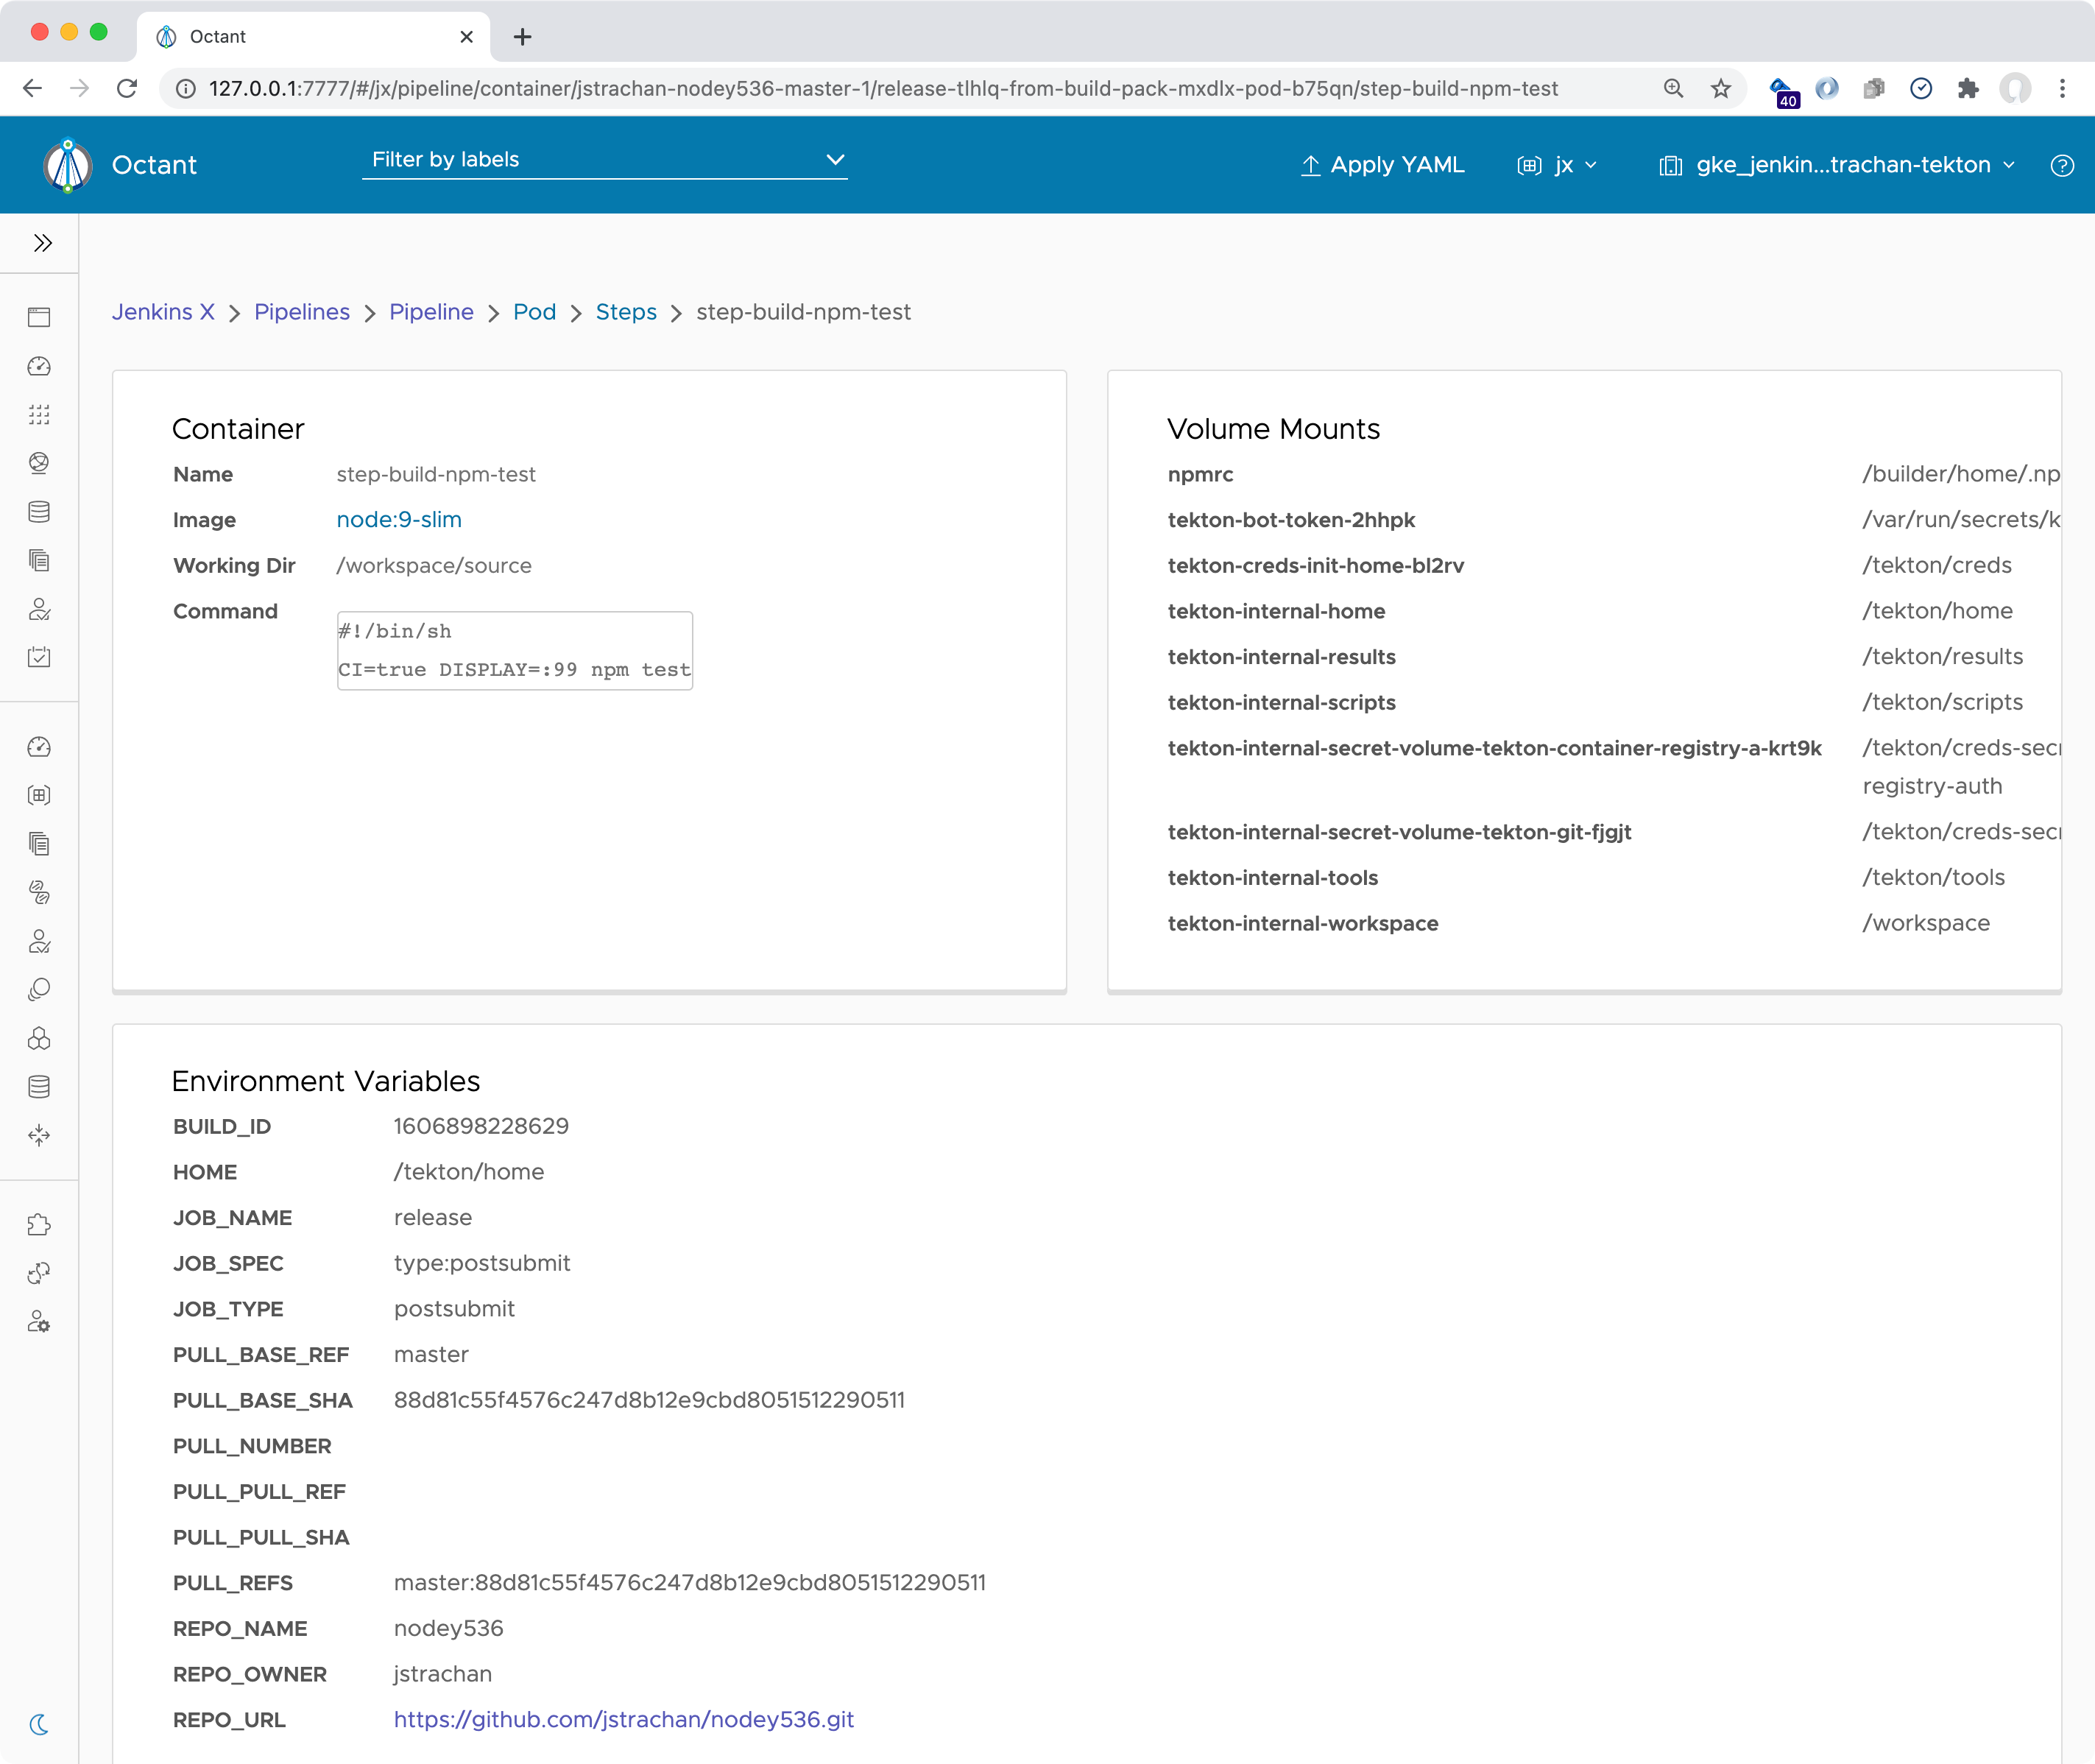 Octant
127.0.0.1:7777/#/jx/pipeline/container/jstrachan-nodey536-master-1/release-tlhlq-from-build-pack-mxdlx-pod-b75qn/step-build-npm-test
40
Octant
Filter by labels
Apply YAML
jx
gke_jenkin...trachan-tekton
Jenkins X > Pipelines > Pipeline > Pod > Steps > step-build-npm-test
Container
Name step-build-npm-test
Image node:9-slim
Working Dir /workspace/source
Command
#!/bin/sh
CI=true DISPLAY=:99 npm test
Volume Mounts
npmrc /builder/home/.np
tekton-bot-token-2hhpk /var/run/secrets/k
tekton-creds-init-home-bl2rv /tekton/creds
tekton-internal-home /tekton/home
tekton-internal-results /tekton/results
tekton-internal-scripts /tekton/scripts
tekton-internal-secret-volume-tekton-container-registry-a-krt9k /tekton/creds-secr
registry-auth
tekton-internal-secret-volume-tekton-git-fjgjt /tekton/creds-secr
tekton-internal-tools /tekton/tools
tekton-internal-workspace /workspace
Environment Variables
BUILD_ID 1606898228629
HOME /tekton/home
JOB_NAME release
JOB_SPEC type:postsubmit
JOB_TYPE postsubmit
PULL_BASE_REF master
PULL_BASE_SHA 88d81c55f4576c247d8b12e9cbd8051512290511
PULL_NUMBER
PULL_PULL_REF
PULL_PULL_SHA
PULL_REFS master:88d81c55f4576c247d8b12e9cbd8051512290511
REPO_NAME nodey536
REPO_OWNER jstrachan
REPO_URL https://github.com/jstrachan/nodey536.git